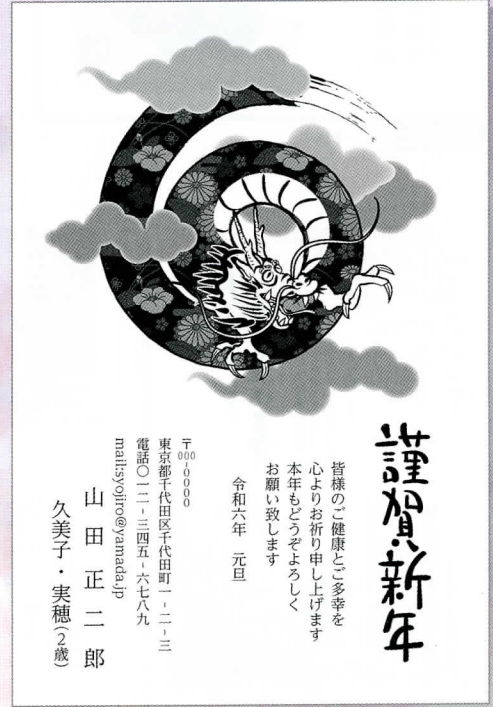 謹賀新年
皆様のご健康とご多幸を
心よりお祈り申し上げます
本年もどうぞよろしく
お願い致します
令和六年 元旦
〒000-0000
東京都千代田区千代田町一-二-三
電話〇一二-三四五-六七八九
mail:syojiro@yamada.jp
山田正二郎
久美子・実穂(2歳)